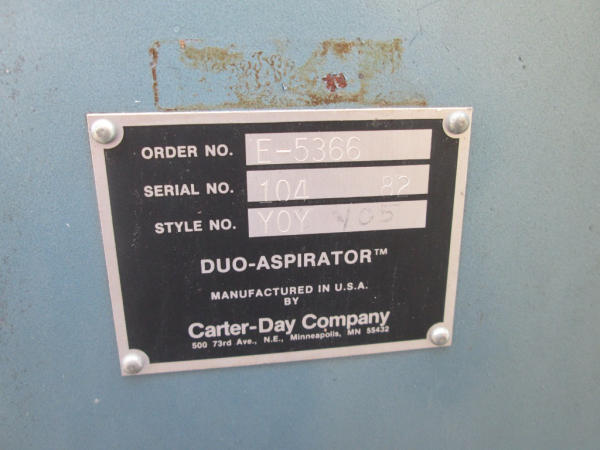 ORDER NO. E-5366
SERIAL NO. 104 82
STYLE NO. YOY YO5
DUO-ASPIRATOR™
MANUFACTURED IN U.S.A.
BY
Carter-Day Company
500 73rd Ave., N.E., Minneapolis, MN 55432